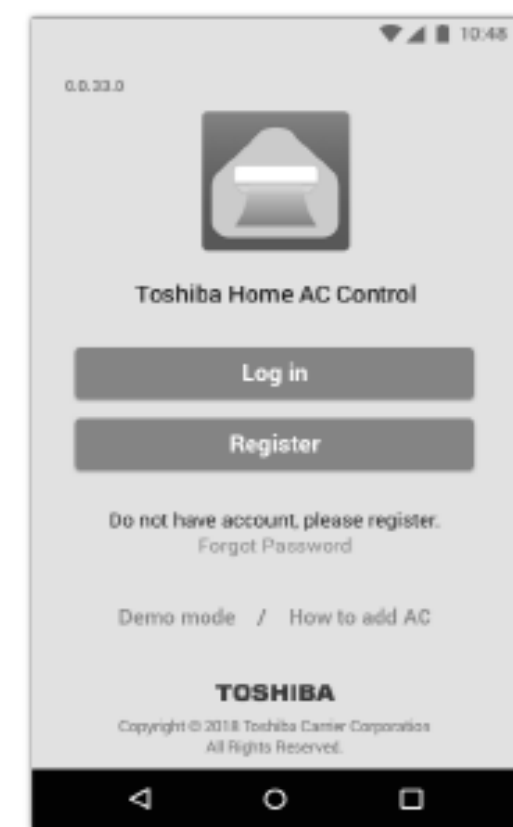 10:48
0.0.33.0
Toshiba Home AC Control
Log in
Register
Do not have account, please register.
Forgot Password
Demo mode / How to add AC
TOSHIBA
Copyright © 2018 Toshiba Carrier Corporation
All Rights Reserved.